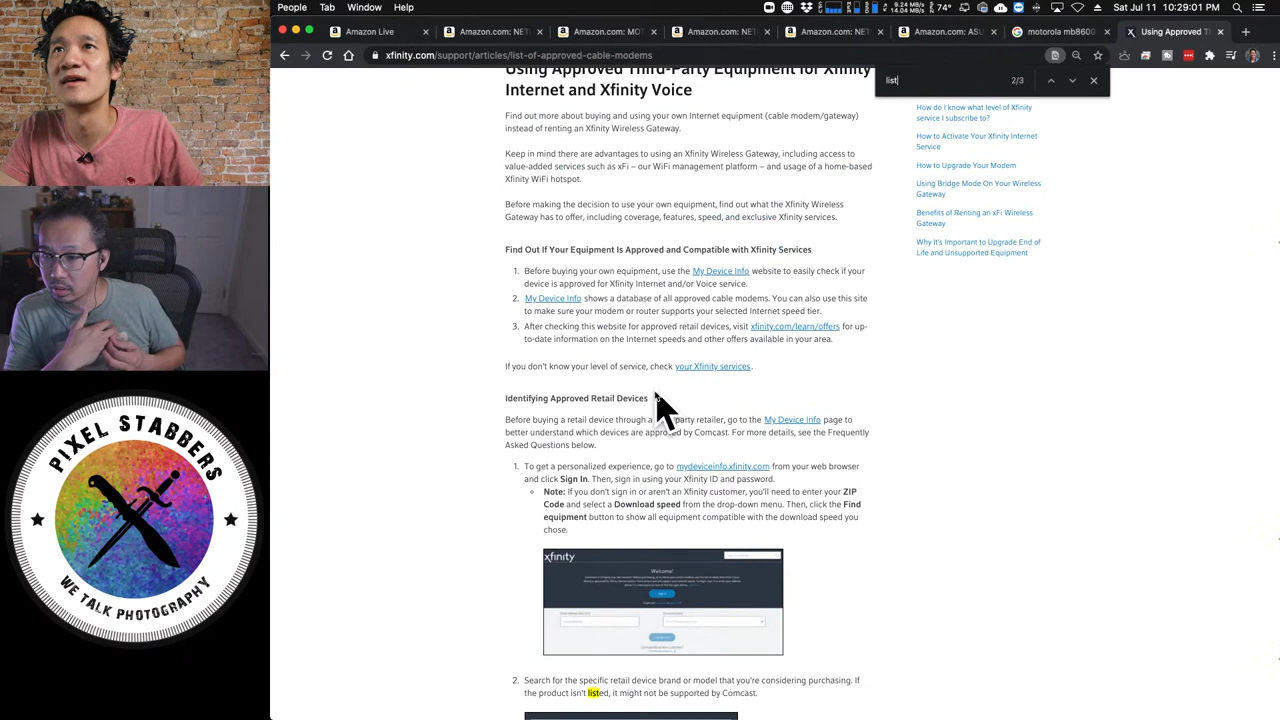 People Tab Window Help
9.24 MB/s
14.04 MB/s
74°
Sat Jul 11 10:29:01 PM
Amazon Live
Amazon.com: NET
Amazon.com: MOT
Amazon.com: NET
Amazon.com: NET
Amazon.com: ASU
motorola mb8600
Using Approved Th
xfinity.com/support/articles/list-of-approved-cable-modems
list
2/3
Using Approved Third-Party Equipment for Xfinity
Internet and Xfinity Voice
Find out more about buying and using your own Internet equipment (cable modem/gateway)
instead of renting an Xfinity Wireless Gateway.
Keep in mind there are advantages to using an Xfinity Wireless Gateway, including access to
value-added services such as xFi – our WiFi management platform – and usage of a home-based
Xfinity WiFi hotspot.
Before making the decision to use your own equipment, find out what the Xfinity Wireless
Gateway has to offer, including coverage, features, speed, and exclusive Xfinity services.
Find Out If Your Equipment Is Approved and Compatible with Xfinity Services
1. Before buying your own equipment, use the My Device Info website to easily check if your
device is approved for Xfinity Internet and/or Voice service.
2. My Device Info shows a database of all approved cable modems. You can also use this site
to make sure your modem or router supports your selected Internet speed tier.
3. After checking this website for approved retail devices, visit xfinity.com/learn/offers for up-
to-date information on the Internet speeds and other offers available in your area.
If you don't know your level of service, check your Xfinity services.
Identifying Approved Retail Devices
Before buying a retail device through a party retailer, go to the My Device Info page to
better understand which devices are approved by Comcast. For more details, see the Frequently
Asked Questions below.
1. To get a personalized experience, go to mydeviceinfo.xfinity.com from your web browser
and click Sign In. Then, sign in using your Xfinity ID and password.
Note: If you don't sign in or aren't an Xfinity customer, you'll need to enter your ZIP
Code and select a Download speed from the drop-down menu. Then, click the Find
equipment button to show all equipment compatible with the download speed you
chose.
xfinity
Welcome!
2. Search for the specific retail device brand or model that you're considering purchasing. If
the product isn't listed, it might not be supported by Comcast.
How do I know what level of Xfinity
service I subscribe to?
How to Activate Your Xfinity Internet
Service
How to Upgrade Your Modem
Using Bridge Mode On Your Wireless
Gateway
Benefits of Renting an xFi Wireless
Gateway
Why It's Important to Upgrade End of
Life and Unsupported Equipment
PIXEL STABBERS
WE TALK PHOTOGRAPHY